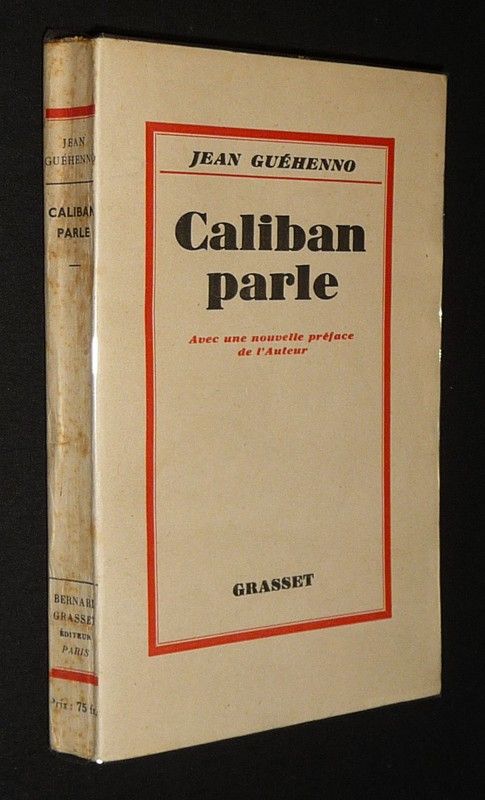 JEAN
GUÉHENNO
CALIBAN
PARLE
BERNARD
GRASSET
ÉDITEUR
PARIS
Prix : 75 fr.
JEAN GUÉHENNO
Caliban
parle
Avec une nouvelle préface
de l'Auteur
GRASSET